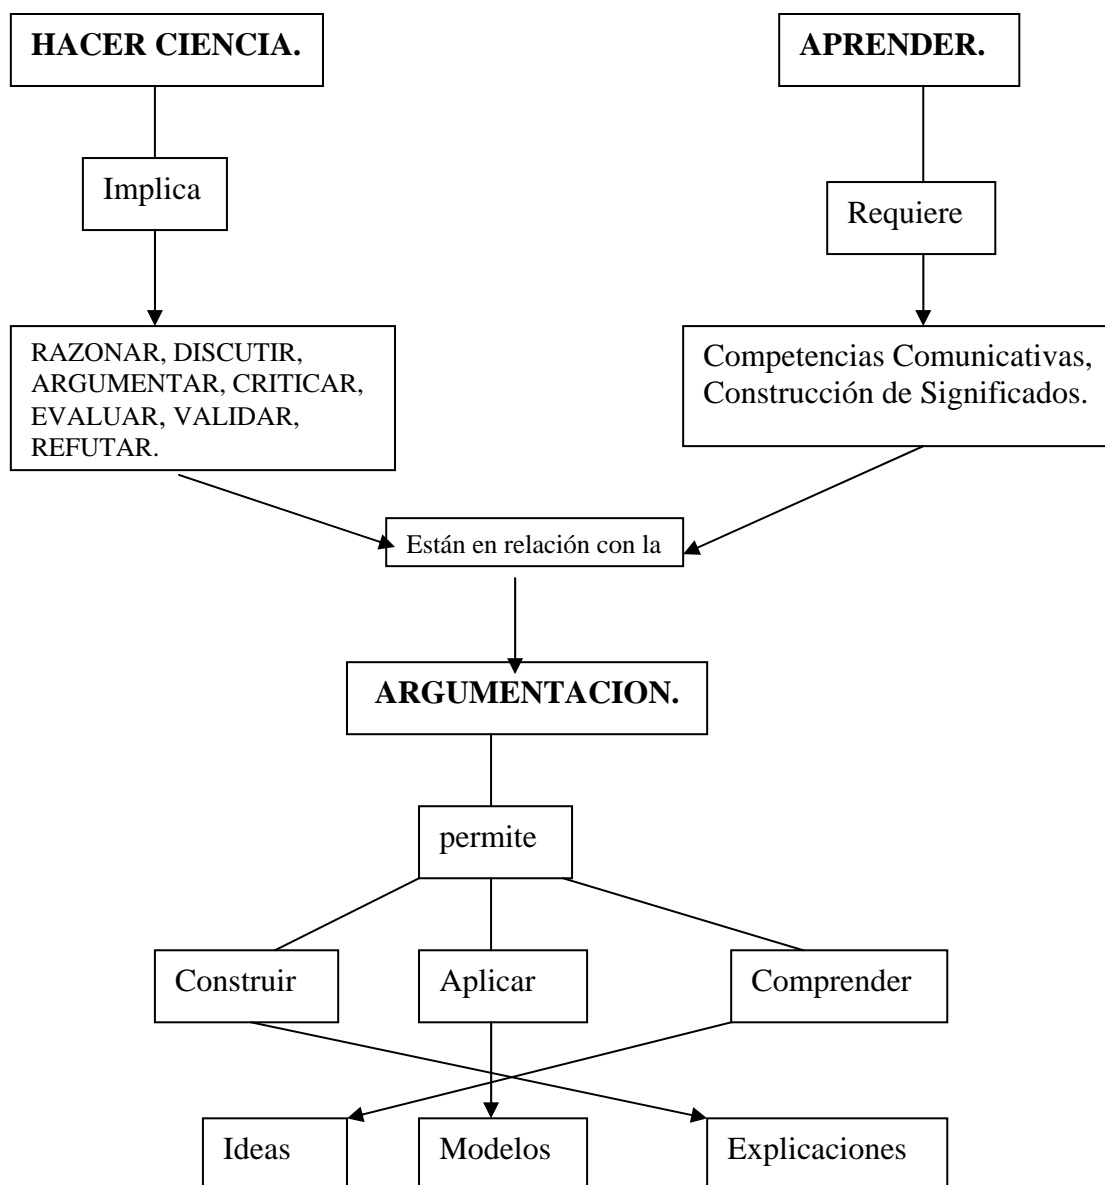 HACER CIENCIA.
APRENDER.
Implica
Requiere
RAZONAR, DISCUTIR,
ARGUMENTAR, CRITICAR,
EVALUAR, VALIDAR,
REFUTAR.
Competencias Comunicativas,
Construcción de Significados.
Están en relación con la
ARGUMENTACION.
permite
Construir
Aplicar
Comprender
Ideas
Modelos
Explicaciones